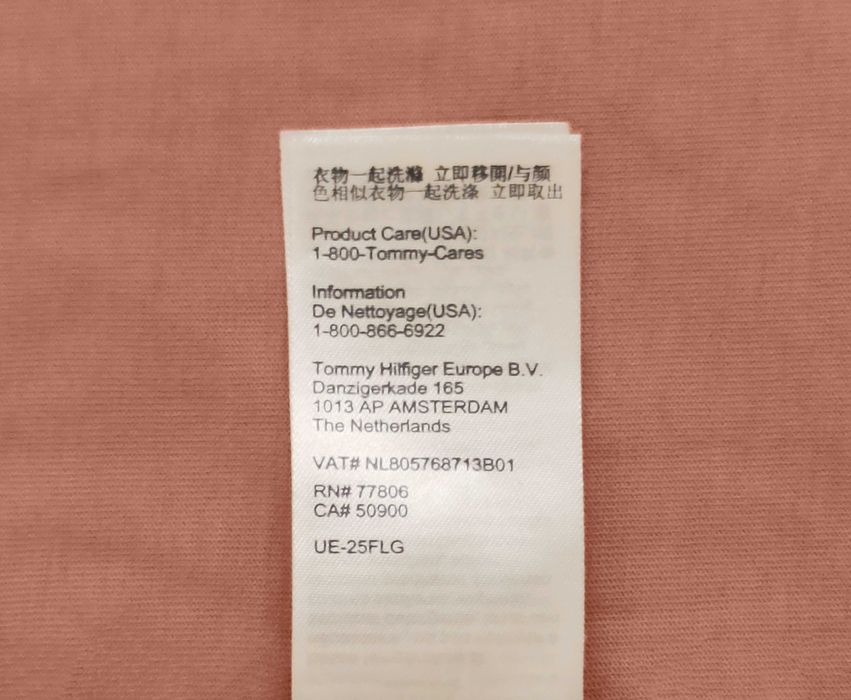 衣物一起洗滌 立即移開/与颜
色相似衣物一起洗涤 立即取出
Product Care(USA):
1-800-Tommy-Cares
Information
De Nettoyage(USA):
1-800-866-6922
Tommy Hilfiger Europe B.V.
Danzigerkade 165
1013 AP AMSTERDAM
The Netherlands
VAT# NL805768713B01
RN# 77806
CA# 50900
UE-25FLG